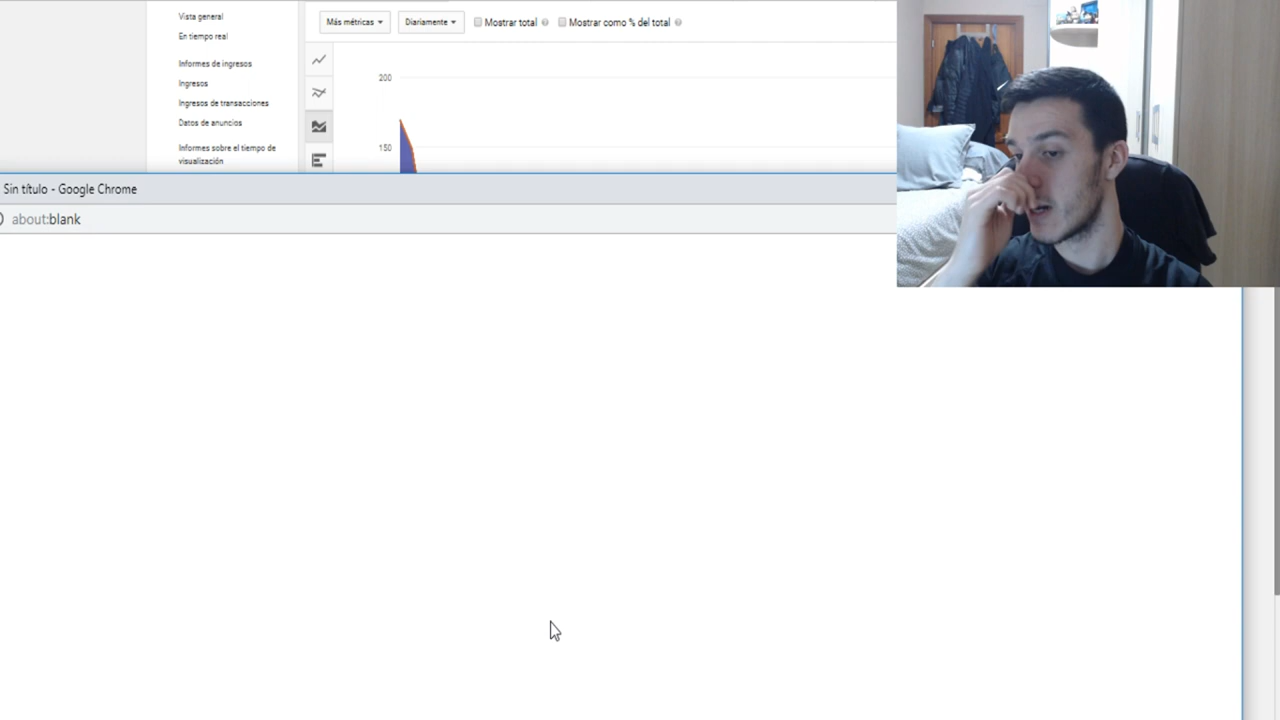 Vista general
En tiempo real
Informes de ingresos
Ingresos
Ingresos de transacciones
Datos de anuncios
Informes sobre el tiempo de
visualización
Más métricas
Diariamente
Mostrar total
Mostrar como % del total
200
150
Sin título - Google Chrome
about:blank